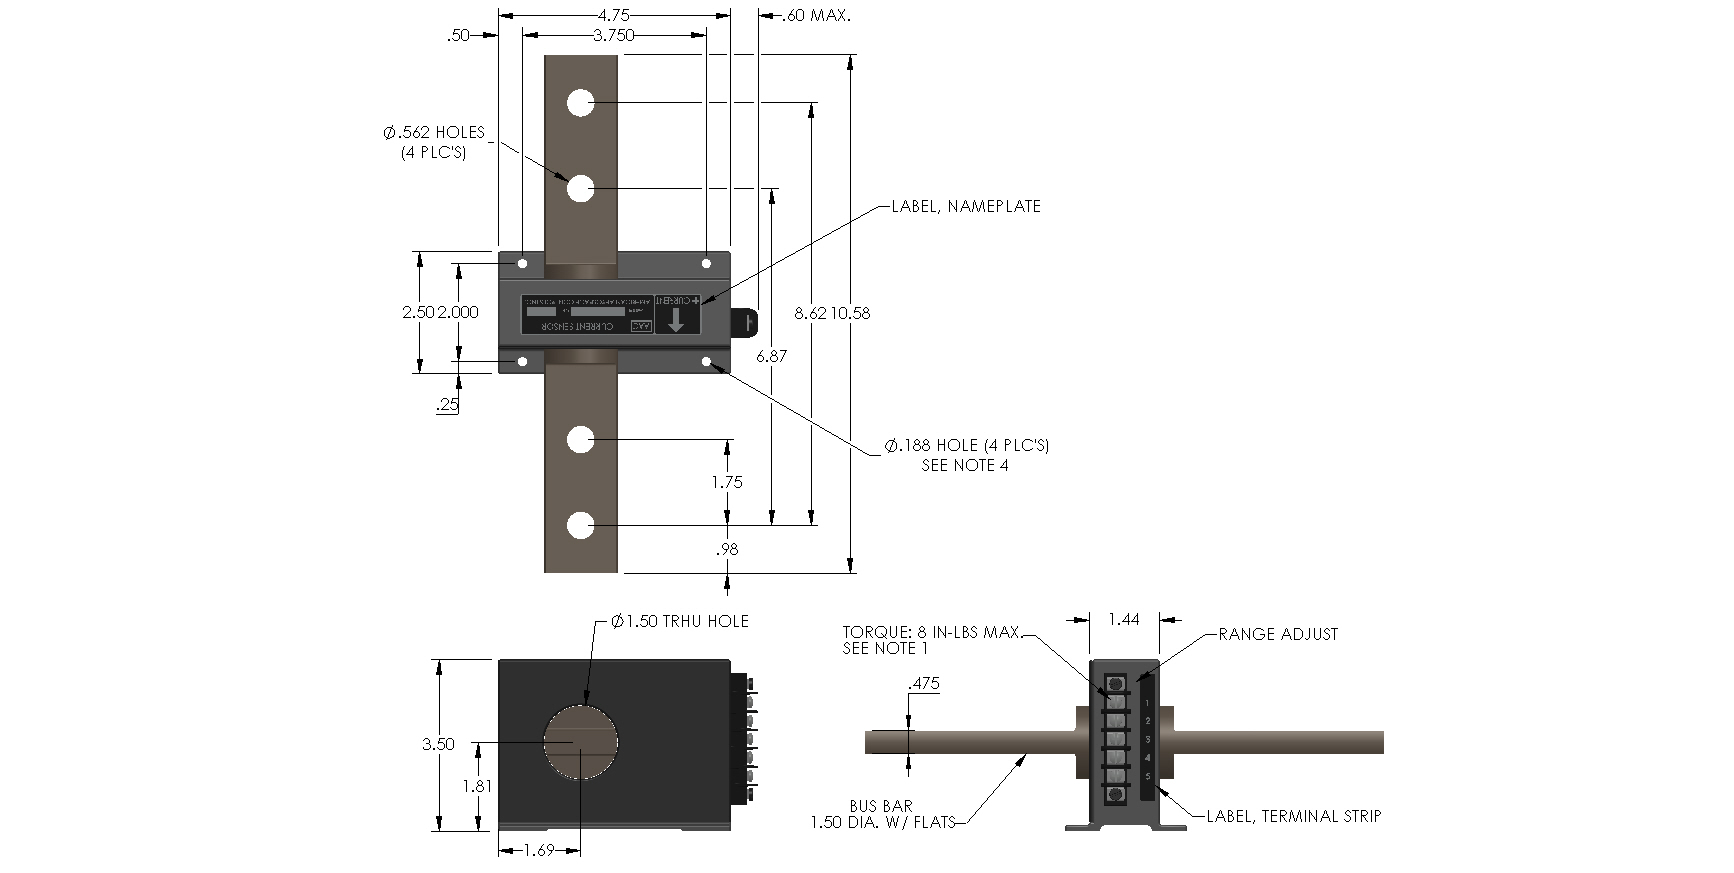 4.75
.60 MAX.
.50
3.750
Ø.562 HOLES
(4 PLC'S)
LABEL, NAMEPLATE
2.50
2.000
8.62
10.58
6.87
.25
+ CURRENT
CURRENT SENSOR
AAC
Ø.188 HOLE (4 PLC'S)
SEE NOTE 4
1.75
.98
Ø1.50 TRHU HOLE
3.50
1.81
1.69
TORQUE: 8 IN-LBS MAX.
SEE NOTE 1
1.44
RANGE ADJUST
.475
1
2
3
4
5
BUS BAR
1.50 DIA. W/ FLATS
LABEL, TERMINAL STRIP